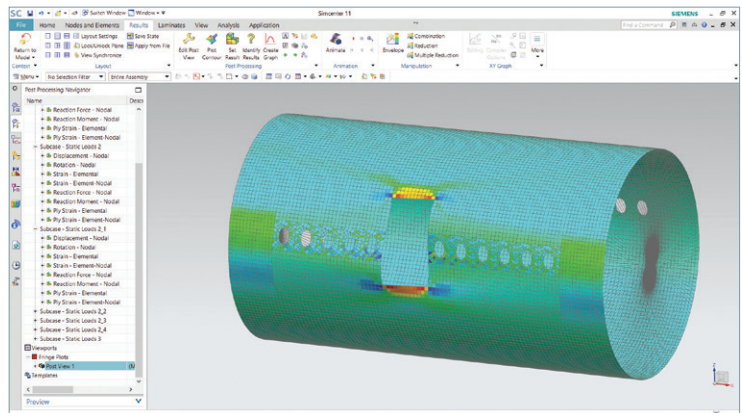 SC Switch Window Window Simcenter 11 SIEMENS
File Home Nodes and Elements Results Laminates View Analysis Application Find a Command
Return to Model Layout Settings Save State Edit Post View Plot Contour Set Result Identify Results Create Graph Animate Envelope Combination Editing More
Lock/Unlock Plane Apply from File Reduction
View Synchronize Multiple Reduction
Context Layout Post Processing Animation Manipulation XY Graph
Menu No Selection Filter Entire Assembly
Post Processing Navigator
Name Descr
+ Reaction Force - Nodal
+ Reaction Moment - Nodal
+ Ply Strain - Elemental
+ Ply Strain - Element-Nodal
- Subcase - Static Loads 2
+ Displacement - Nodal
+ Rotation - Nodal
+ Strain - Elemental
+ Strain - Element-Nodal
+ Reaction Force - Nodal
+ Reaction Moment - Nodal
+ Ply Strain - Elemental
+ Ply Strain - Element-Nodal
- Subcase - Static Loads 2_1
+ Displacement - Nodal
+ Rotation - Nodal
+ Strain - Elemental
+ Strain - Element-Nodal
+ Reaction Force - Nodal
+ Reaction Moment - Nodal
+ Ply Strain - Elemental
+ Ply Strain - Element-Nodal
+ Subcase - Static Loads 2_2
+ Subcase - Static Loads 2_3
+ Subcase - Static Loads 2_4
+ Subcase - Static Loads 3
Viewports
- Fringe Plots
+ Post View 1
Templates
Preview